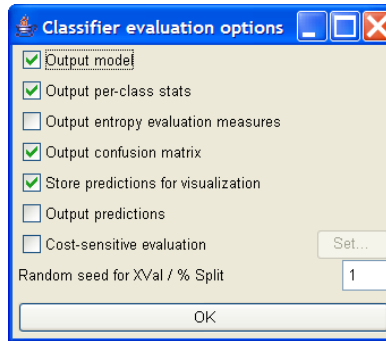 Classifier evaluation options
Output model
Output per-class stats
Output entropy evaluation measures
Output confusion matrix
Store predictions for visualization
Output predictions
Cost-sensitive evaluation Set...
Random seed for XVal / % Split 1
OK